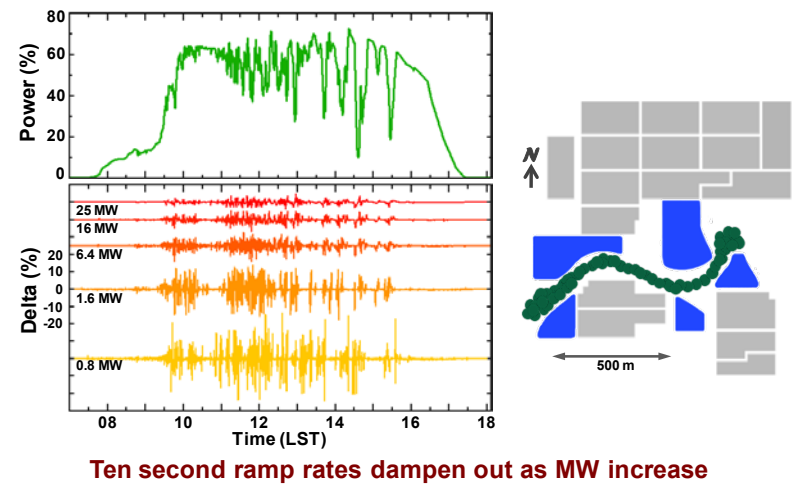 80
60
40
20
0
Power (%)
25 MW
16 MW
6.4 MW
20
10
0
-10
-20
1.6 MW
0.8 MW
Delta (%)
08 10 12 14 16 18
Time (LST)
N
500 m
Ten second ramp rates dampen out as MW increase